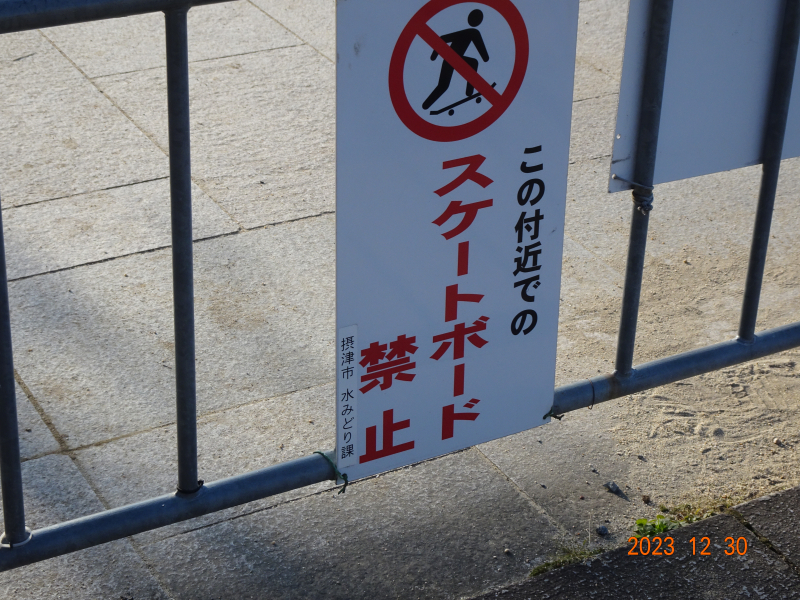 この付近での
スケートボード
禁止
摂津市 水みどり課
2023 12 30